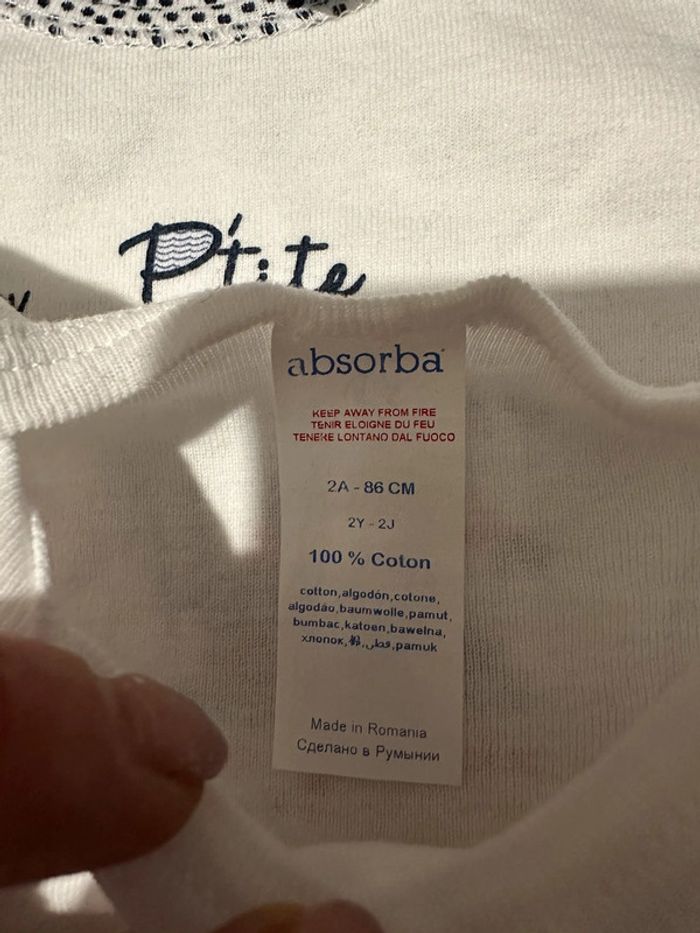 P'tite
absorba
KEEP AWAY FROM FIRE
TENIR ELOIGNE DU FEU
TENERE LONTANO DAL FUOCO
2A - 86 CM
2Y - 2J
100 % Coton
cotton,algodón,cotone,
algodão,baumwolle,pamut,
bumbac,katoen,bawełna,
хлопок,棉,قطن,pamuk
Made in Romania
Сделано в Румынии